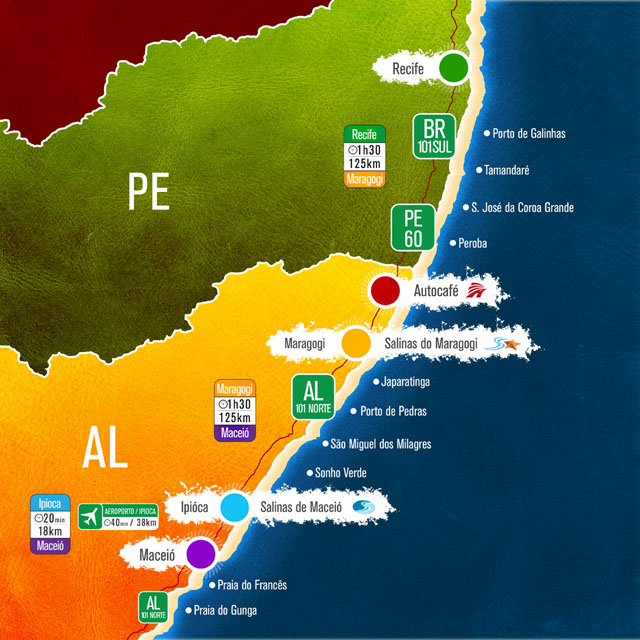 Recife
BR
101SUL
Porto de Galinhas
Recife
1h30
125km
Maragogi
Tamandaré
PE
S. José da Coroa Grande
PE
60
Peroba
Autocafé
Maragogi
Salinas do Maragogi
Japaratinga
Maragogi
1h30
125km
Maceió
AL
101 NORTE
Porto de Pedras
AL
São Miguel dos Milagres
Sonho Verde
Ipioca
20min
18km
Maceió
AEROPORTO / IPIOCA
40min / 38km
Ipióca
Salinas de Maceió
Maceió
Praia do Francês
AL
101 NORTE
Praia do Gunga